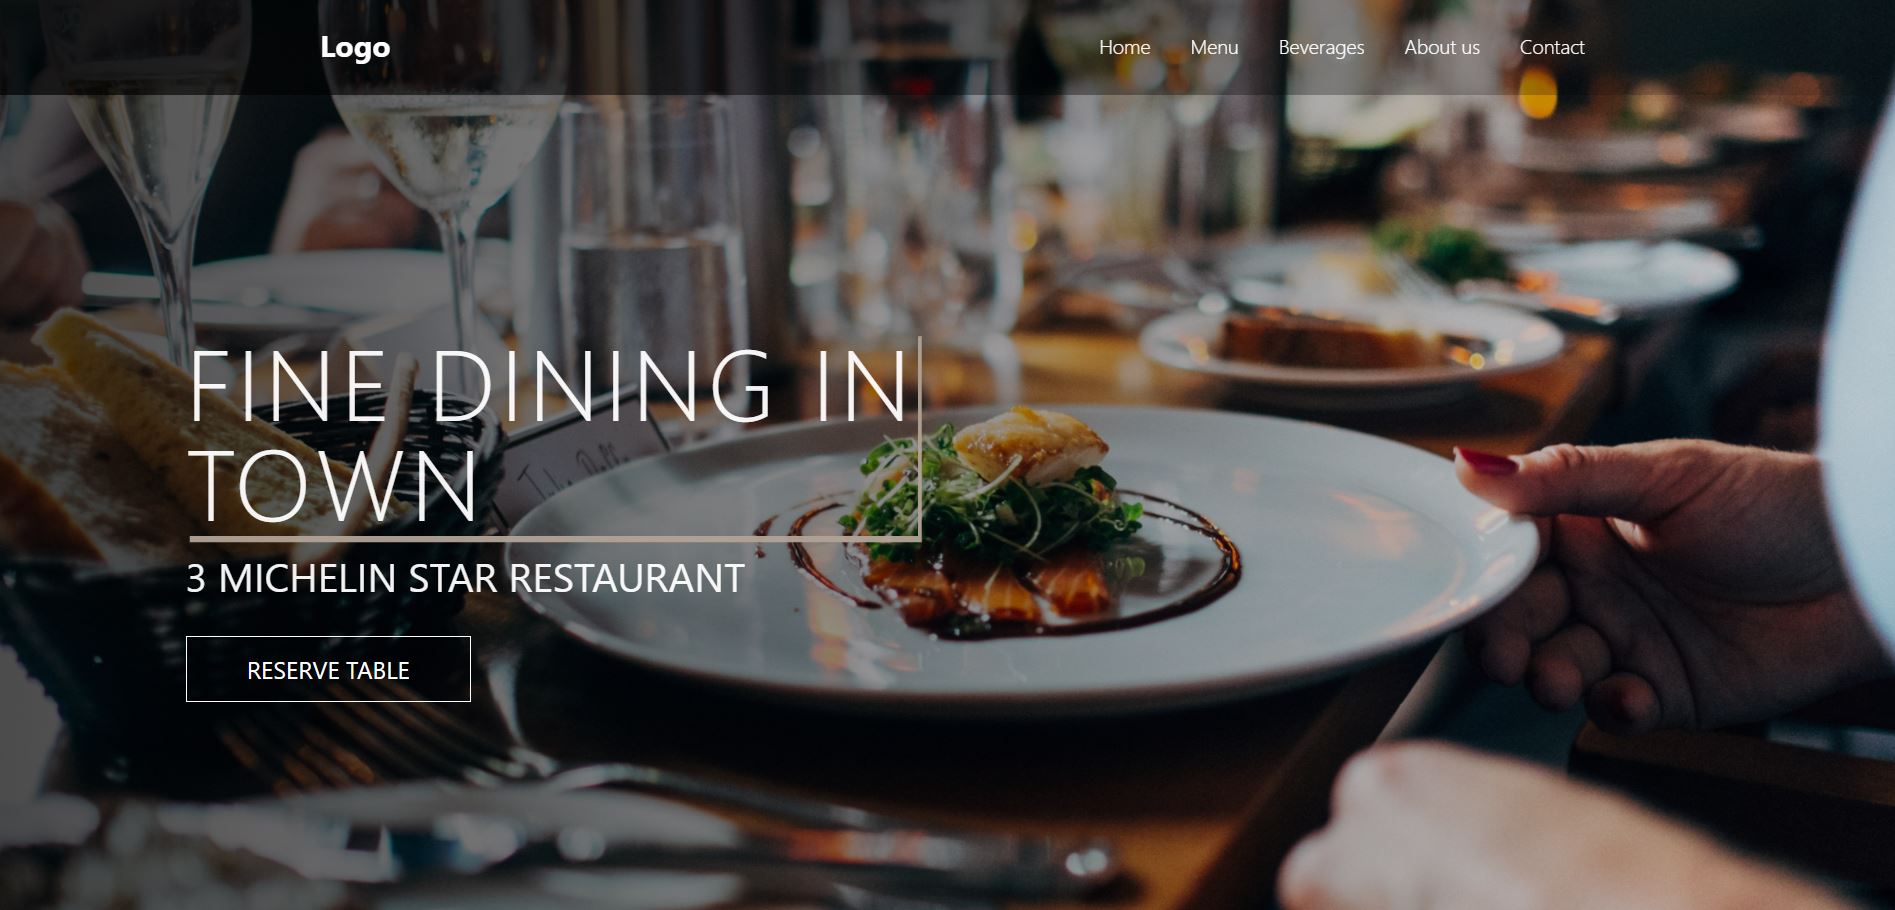 Logo
Home Menu Beverages About us Contact
FINE DINING IN
TOWN
3 MICHELIN STAR RESTAURANT
RESERVE TABLE